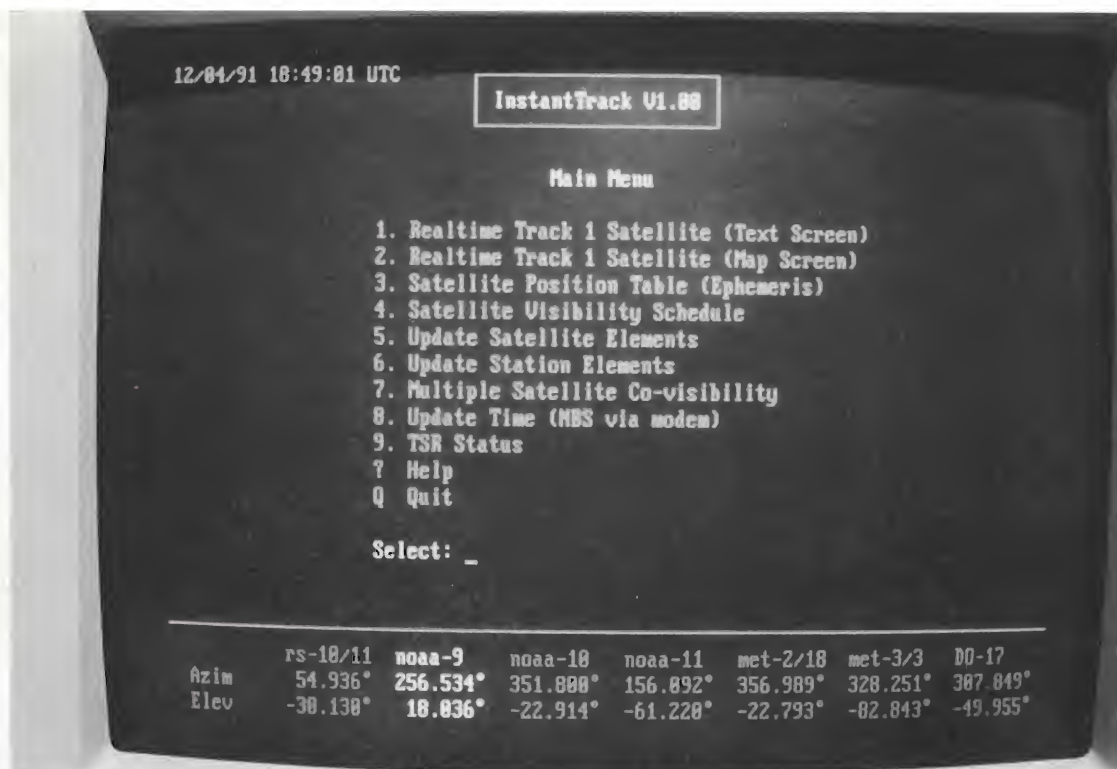 12/04/91 18:49:01 UTC
InstantTrack V1.00
Main Menu
1. Realtime Track 1 Satellite (Text Screen)
2. Realtime Track 1 Satellite (Map Screen)
3. Satellite Position Table (Ephemeris)
4. Satellite Visibility Schedule
5. Update Satellite Elements
6. Update Station Elements
7. Multiple Satellite Co-visibility
8. Update Time (NBS via modem)
9. TSR Status
? Help
Q Quit
Select: _
rs-10/11 noaa-9 noaa-10 noaa-11 met-2/18 met-3/3 DO-17
Azim 54.936° 256.534° 351.800° 156.092° 356.989° 328.251° 307.849°
Elev -30.130° 18.036° -22.914° -61.220° -22.793° -82.843° -49.955°